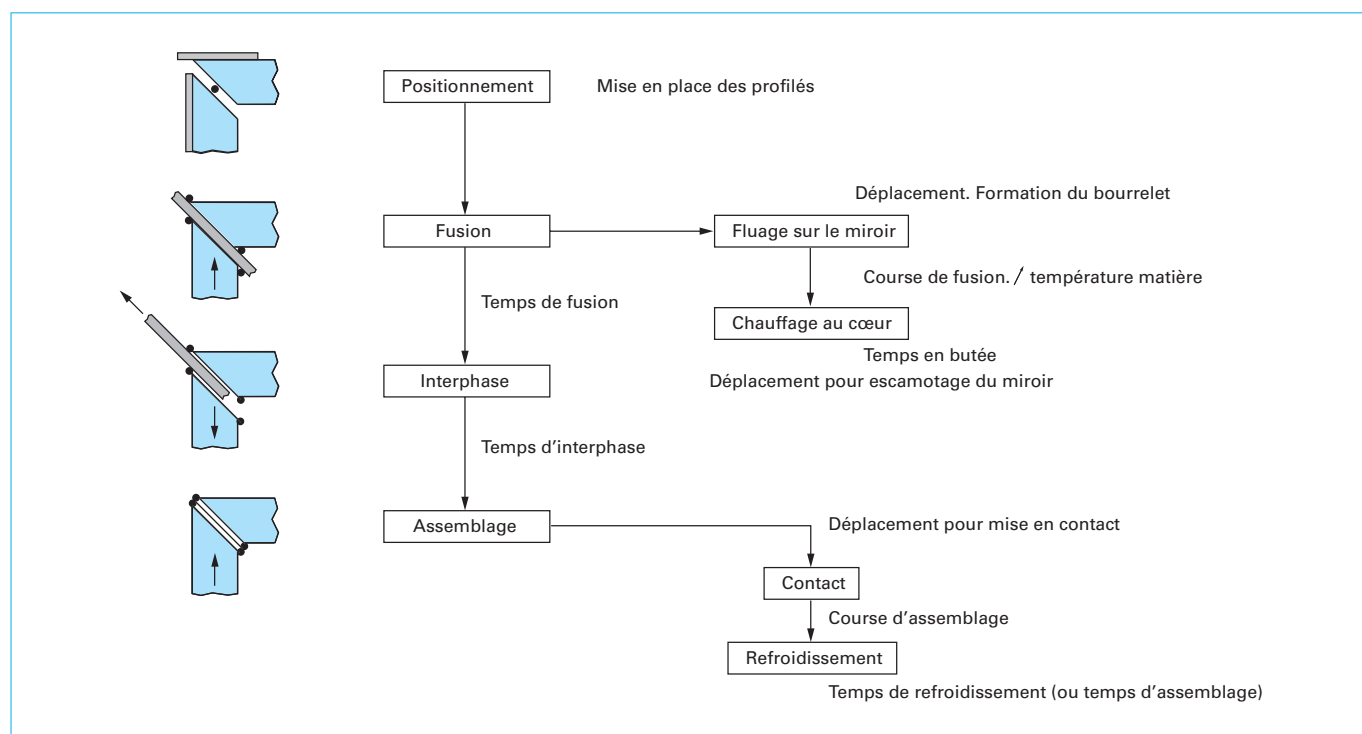 Positionnement
Mise en place des profilés
Déplacement. Formation du bourrelet
Fusion
Fluage sur le miroir
Course de fusion. ↗ température matière
Temps de fusion
Chauffage au cœur
Temps en butée
Interphase
Déplacement pour escamotage du miroir
Temps d’interphase
Assemblage
Déplacement pour mise en contact
Contact
Course d’assemblage
Refroidissement
Temps de refroidissement (ou temps d’assemblage)